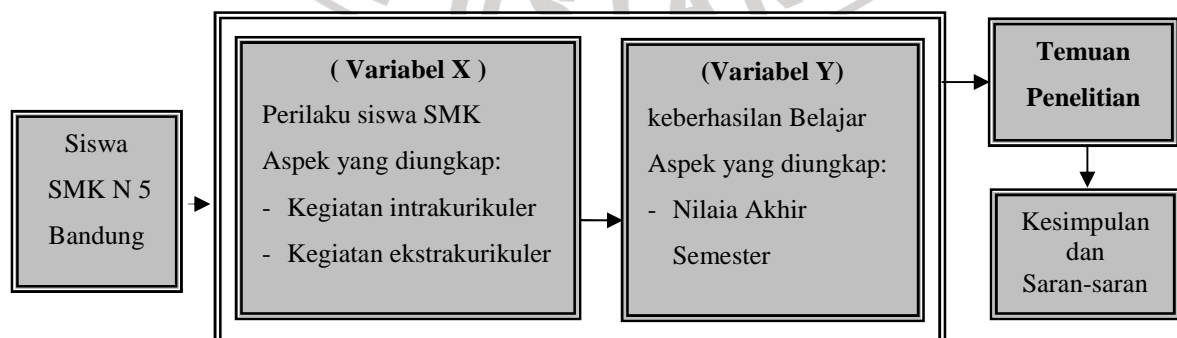 Siswa
SMK N 5
Bandung
( Variabel X )
Perilaku siswa SMK
Aspek yang diungkap:
- Kegiatan intrakurikuler
- Kegiatan ekstrakurikuler
(Variabel Y)
keberhasilan Belajar
Aspek yang diungkap:
- Nilaia Akhir
Semester
Temuan
Penelitian
Kesimpulan
dan
Saran-saran